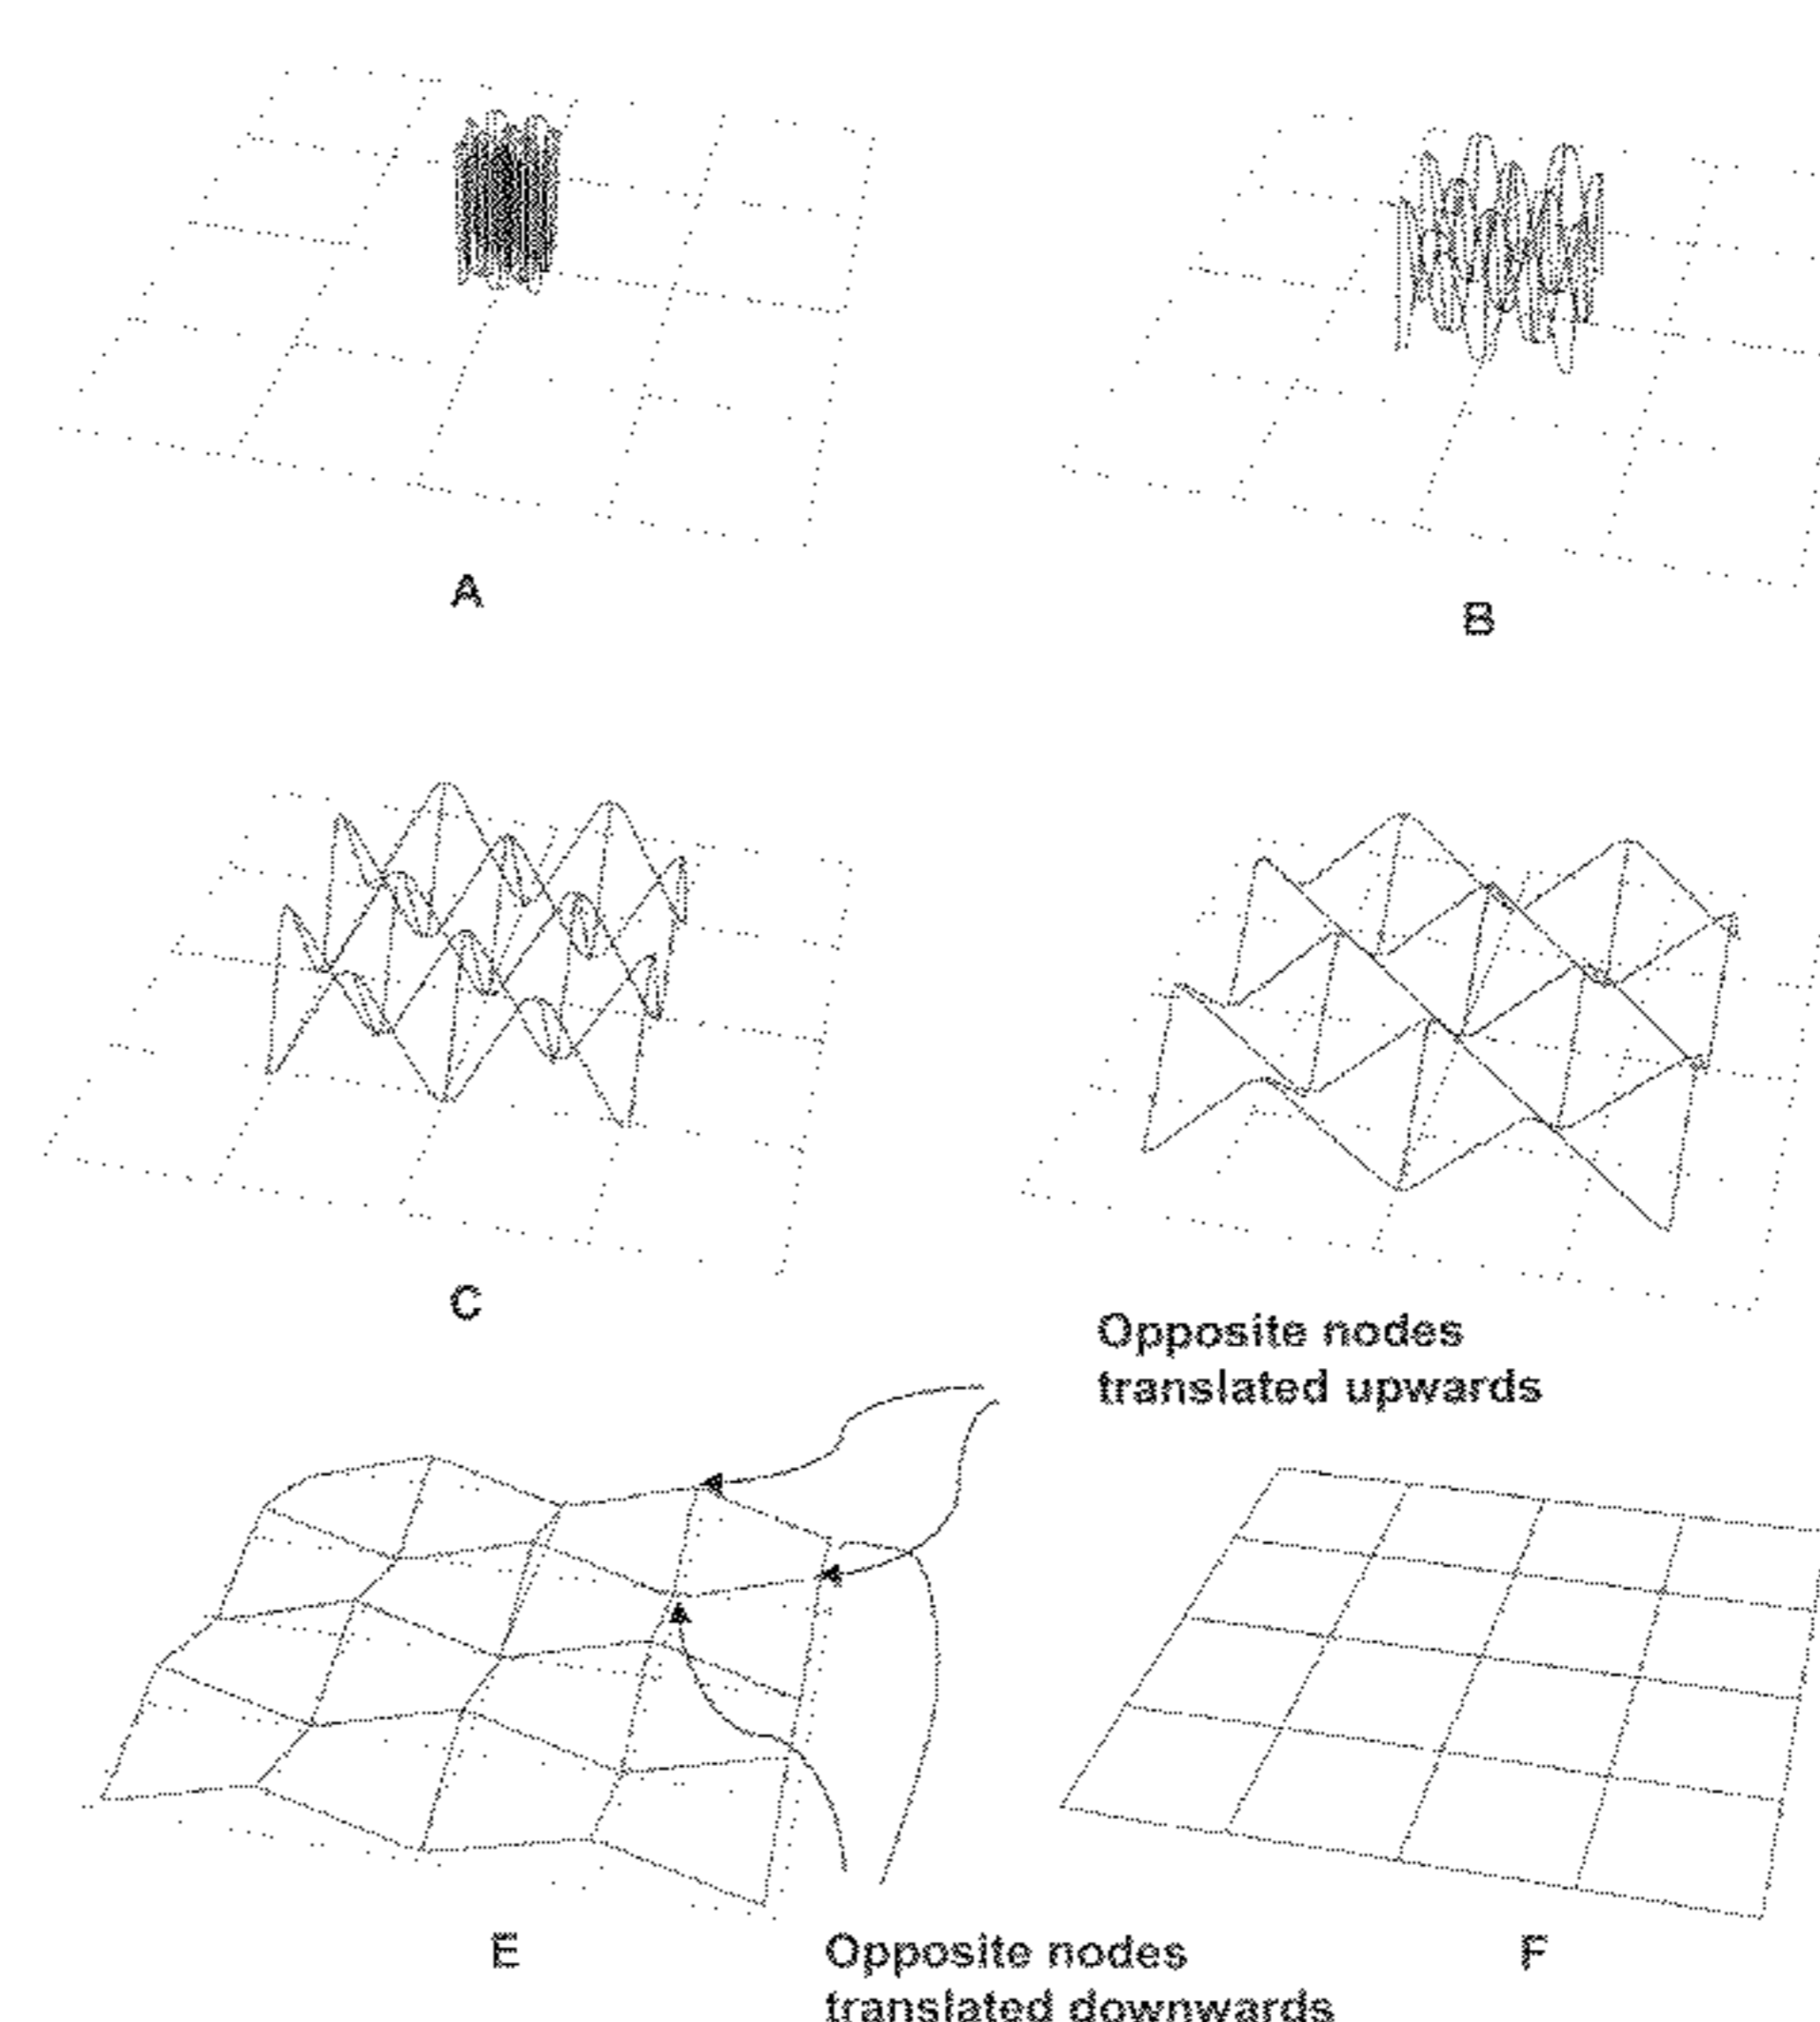 A
B
C
Opposite nodes
translated upwards
E
Opposite nodes
translated downwards
F